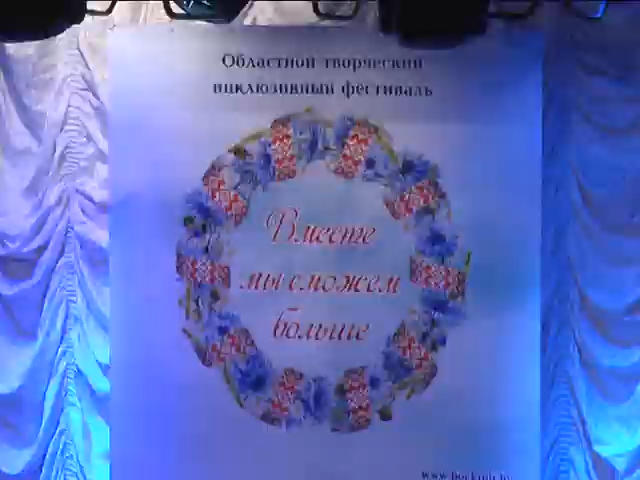 Областной творческий
инклюзивный фестиваль
Вместе
мы сможем
больше